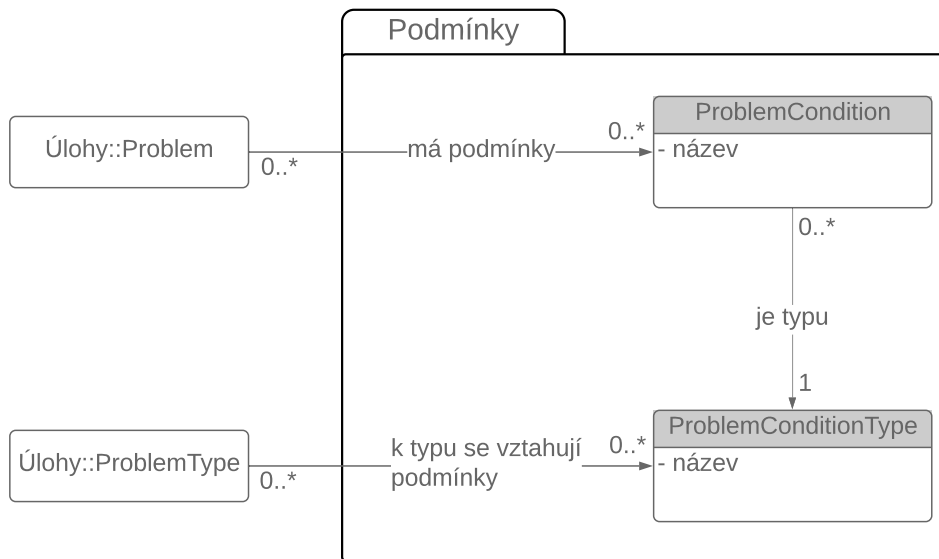 Podmínky
ProblemCondition
- název
Úlohy::Problem
0..*
má podmínky
0..*
0..*
je typu
1
ProblemConditionType
- název
Úlohy::ProblemType
0..*
k typu se vztahují
podmínky
0..*